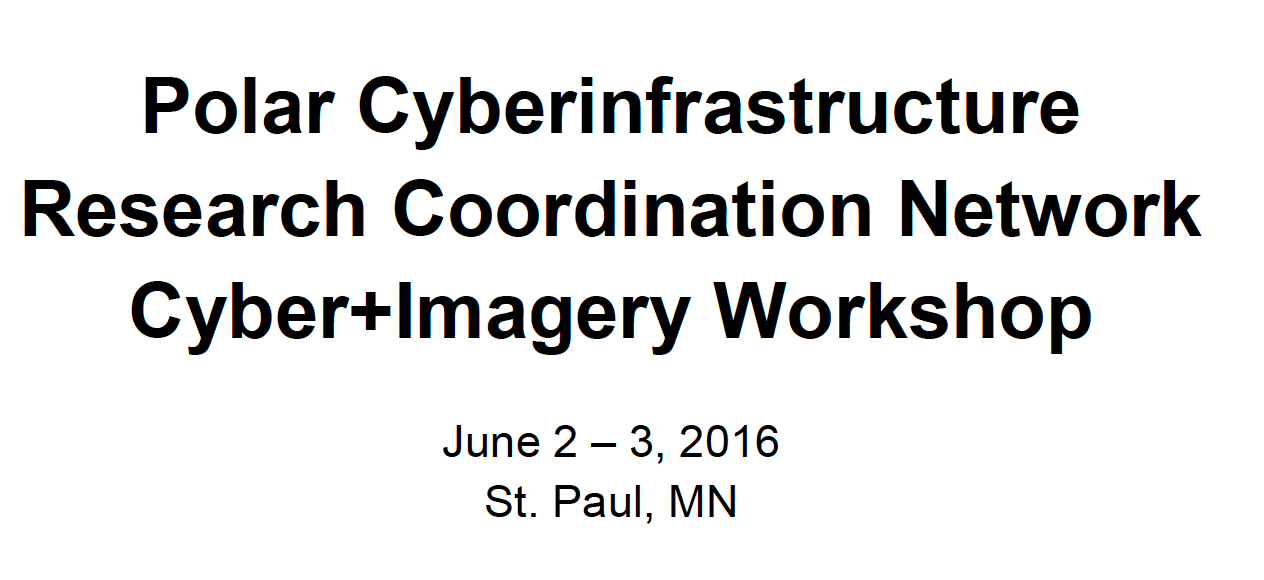 Polar Cyberinfrastructure
Research Coordination Network
Cyber+Imagery Workshop
June 2 – 3, 2016
St. Paul, MN